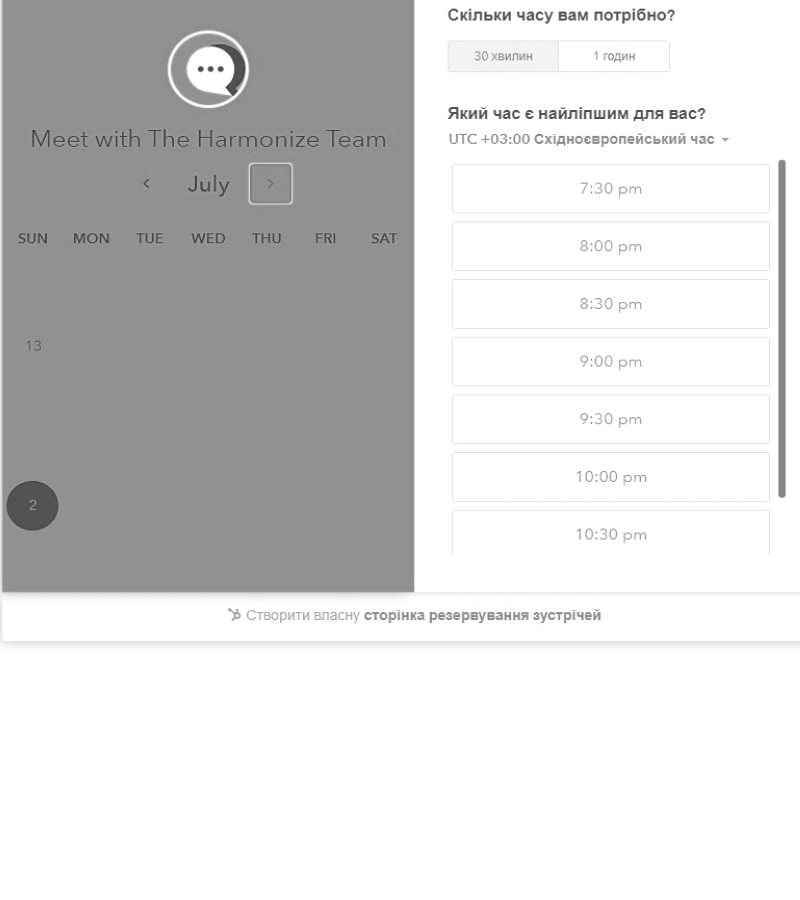 Meet with The Harmonize Team
July
SUN MON TUE WED THU FRI SAT
13
2
Скільки часу вам потрібно?
30 хвилин 1 годин
Який час є найліпшим для вас?
UTC +03:00 Східноєвропейський час
7:30 pm
8:00 pm
8:30 pm
9:00 pm
9:30 pm
10:00 pm
10:30 pm
Створити власну сторінка резервування зустрічей